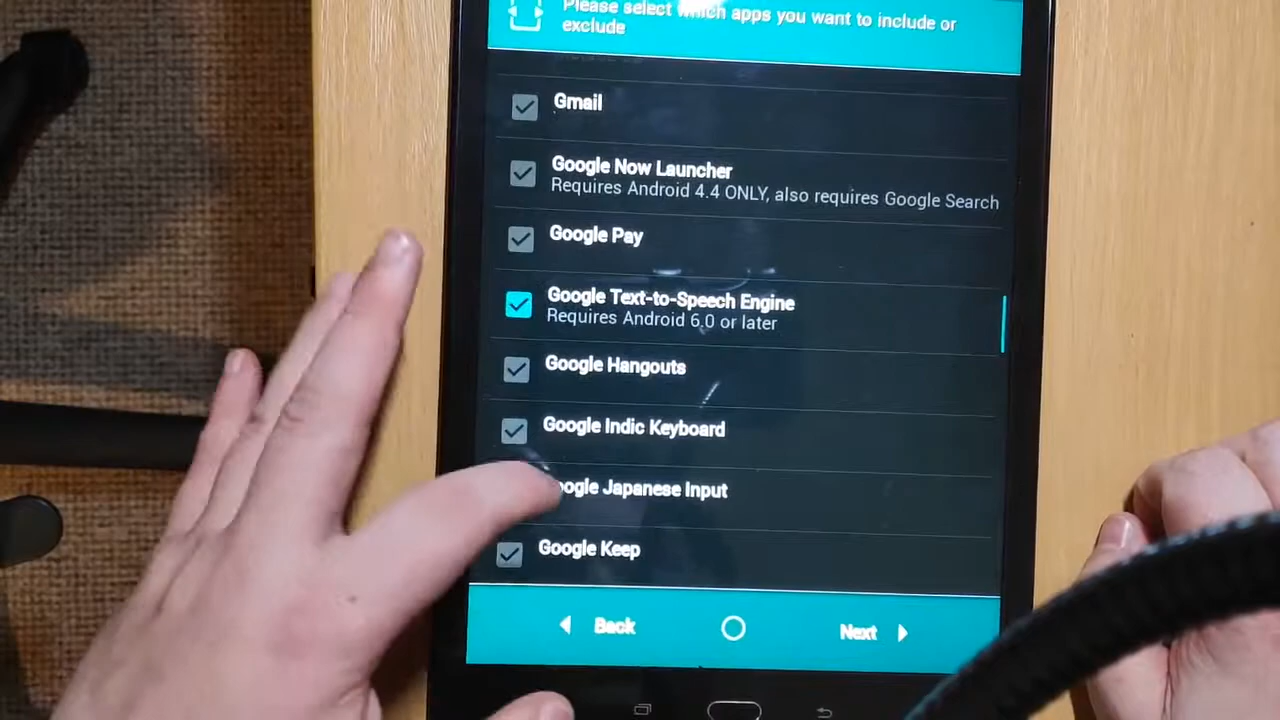 Please select which apps you want to include or
exclude
Gmail
Google Now Launcher
Requires Android 4.4 ONLY, also requires Google Search
Google Pay
Google Text-to-Speech Engine
Requires Android 6.0 or later
Google Hangouts
Google Indic Keyboard
oogle Japanese Input
Google Keep
Back
Next